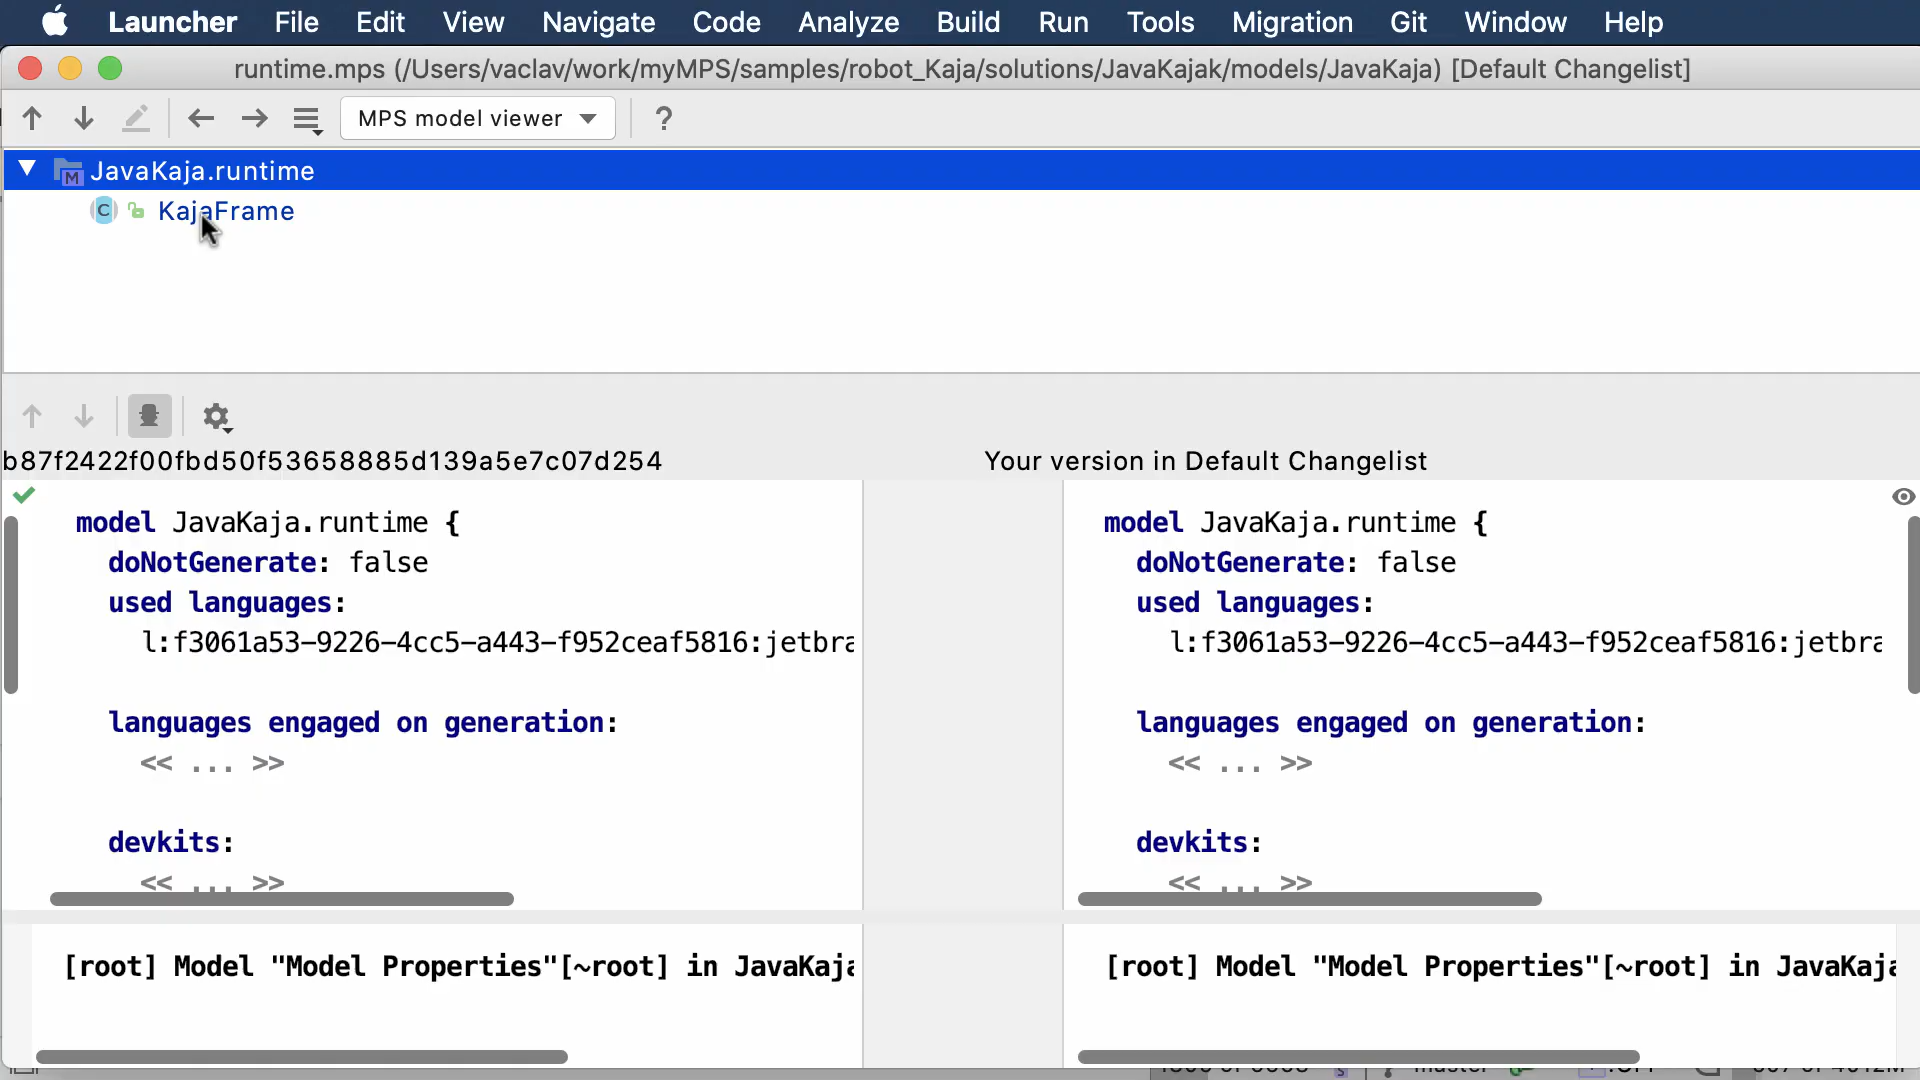 Launcher File Edit View Navigate Code Analyze Build Run Tools Migration Git Window Help
runtime.mps (/Users/vaclav/work/myMPS/samples/robot_Kaja/solutions/JavaKajak/models/JavaKaja) [Default Changelist]
MPS model viewer ?
M JavaKaja.runtime
C KajaFrame
b87f2422f00fbd50f53658885d139a5e7c07d254
Your version in Default Changelist
model JavaKaja.runtime {
doNotGenerate: false
used languages:
l:f3061a53-9226-4cc5-a443-f952ceaf5816:jetbra
languages engaged on generation:
<< ... >>
devkits:
<< ... >>
model JavaKaja.runtime {
doNotGenerate: false
used languages:
l:f3061a53-9226-4cc5-a443-f952ceaf5816:jetbra
languages engaged on generation:
<< ... >>
devkits:
<< ... >>
[root] Model "Model Properties"[~root] in JavaKaja
[root] Model "Model Properties"[~root] in JavaKaja
master